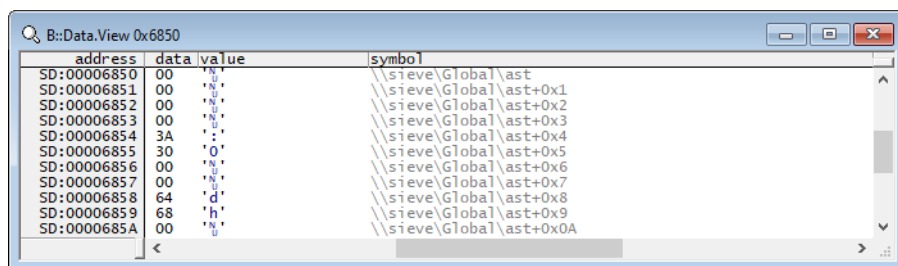 B::Data.View 0x6850
address data value symbol
SD:00006850 00 'NU' \\sieve\Global\ast
SD:00006851 00 'NU' \\sieve\Global\ast+0x1
SD:00006852 00 'NU' \\sieve\Global\ast+0x2
SD:00006853 00 'NU' \\sieve\Global\ast+0x3
SD:00006854 3A ':' \\sieve\Global\ast+0x4
SD:00006855 30 '0' \\sieve\Global\ast+0x5
SD:00006856 00 'NU' \\sieve\Global\ast+0x6
SD:00006857 00 'NU' \\sieve\Global\ast+0x7
SD:00006858 64 'd' \\sieve\Global\ast+0x8
SD:00006859 68 'h' \\sieve\Global\ast+0x9
SD:0000685A 00 'NU' \\sieve\Global\ast+0x0A